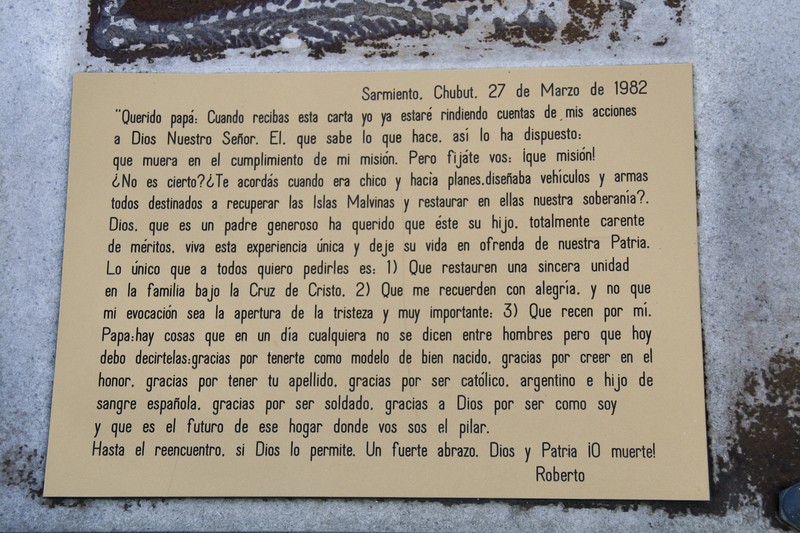 Sarmiento, Chubut, 27 de Marzo de 1982
"Querido papá: Cuando recibas esta carta yo ya estaré rindiendo cuentas de mis acciones
a Dios Nuestro Señor. El, que sabe lo que hace, así lo ha dispuesto:
que muera en el cumplimiento de mi misión. Pero fijáte vos: ¡que misión!
¿No es cierto?¿Te acordás cuando era chico y hacìa planes,diseñaba vehículos y armas
todos destinados a recuperar las Islas Malvinas y restaurar en ellas nuestra soberanía?.
Dios, que es un padre generoso ha querido que éste su hijo, totalmente carente
de méritos, viva esta experiencia única y deje su vida en ofrenda de nuestra Patria.
Lo único que a todos quiero pedirles es: 1) Que restauren una sincera unidad
en la familia bajo la Cruz de Cristo, 2) Que me recuerden con alegría, y no que
mi evocación sea la apertura de la tristeza y muy importante: 3) Que recen por mí.
Papa:hay cosas que en un día cualquiera no se dicen entre hombres pero que hoy
debo decírtelas:gracias por tenerte como modelo de bien nacido, gracias por creer en el
honor, gracias por tener tu apellido, gracias por ser católico, argentino e hijo de
sangre española, gracias por ser soldado, gracias a Dios por ser como soy
y que es el futuro de ese hogar donde vos sos el pilar.
Hasta el reencuentro, si Dios lo permite. Un fuerte abrazo. Dios y Patria ¡O muerte!
Roberto